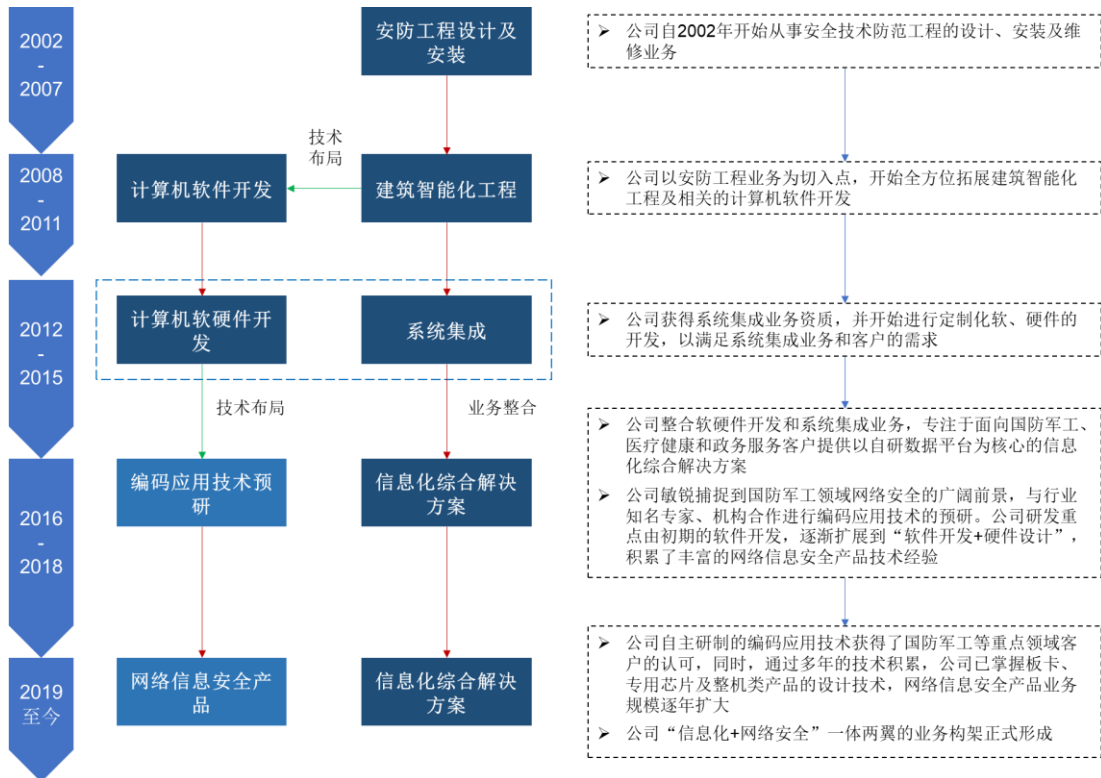 2002
-
2007
安防工程设计及
安装
公司自2002年开始从事安全技术防范工程的设计、安装及维
修业务
技术
布局
2008
-
2011
计算机软件开发
建筑智能化工程
公司以安防工程业务为切入点，开始全方位拓展建筑智能化
工程及相关的计算机软件开发
2012
-
2015
计算机软硬件开
发
系统集成
公司获得系统集成业务资质，并开始进行定制化软、硬件的
开发，以满足系统集成业务和客户的需求
技术布局
业务整合
2016
-
2018
编码应用技术预
研
信息化综合解决
方案
公司整合软硬件开发和系统集成业务，专注于面向国防军工、
医疗健康和政务服务客户提供以自研数据平台为核心的信息
化综合解决方案
公司敏锐捕捉到国防军工领域网络安全的广阔前景，与行业
知名专家、机构合作进行编码应用技术的预研。公司研发重
点由初期的软件开发，逐渐扩展到“软件开发+硬件设计”，
积累了丰富的网络信息安全产品技术经验
2019
至今
网络信息安全产
品
信息化综合解决
方案
公司自主研制的编码应用技术获得了国防军工等重点领域客
户的认可，同时，通过多年的技术积累，公司已掌握板卡、
专用芯片及整机类产品的设计技术，网络信息安全产品业务
规模逐年扩大
公司“信息化+网络安全”一体两翼的业务构架正式形成